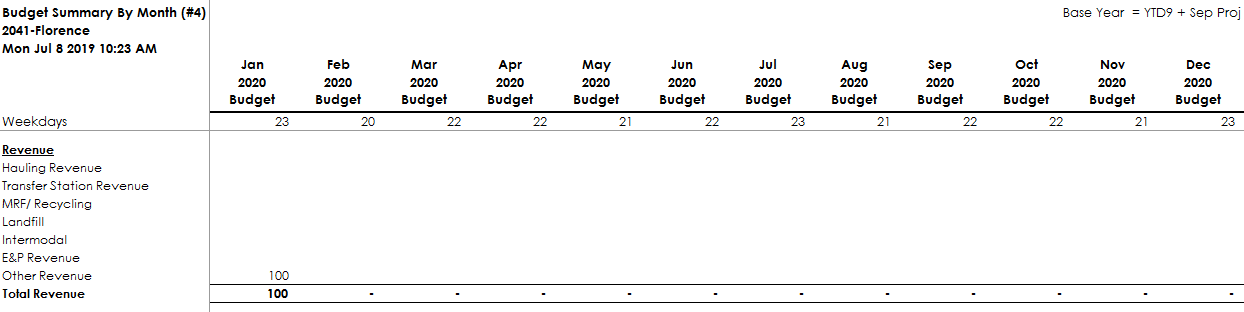 Budget Summary By Month (#4) Base Year = YTD9 + Sep Proj
2041-Florence
Mon Jul 8 2019 10:23 AM
Jan Feb Mar Apr May Jun Jul Aug Sep Oct Nov Dec
2020 2020 2020 2020 2020 2020 2020 2020 2020 2020 2020 2020
Budget Budget Budget Budget Budget Budget Budget Budget Budget Budget Budget Budget
Weekdays 23 20 22 22 21 22 23 21 22 22 21 23
Revenue
Hauling Revenue
Transfer Station Revenue
MRF/ Recycling
Landfill
Intermodal
E&P Revenue
Other Revenue 100
Total Revenue 100 - - - - - - - - - - -